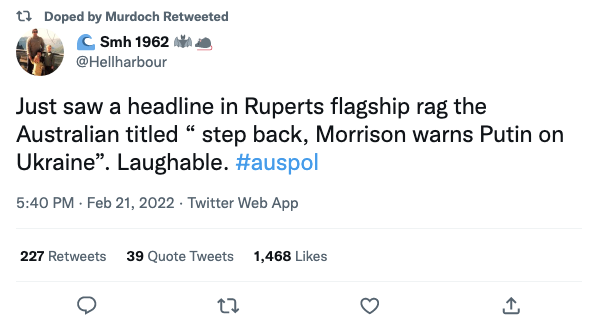 Doped by Murdoch Retweeted
🌊 Smh 1962 🦇🐀
@Hellharbour
Just saw a headline in Ruperts flagship rag the
Australian titled “ step back, Morrison warns Putin on
Ukraine”. Laughable. #auspol
5:40 PM · Feb 21, 2022 · Twitter Web App
227 Retweets 39 Quote Tweets 1,468 Likes